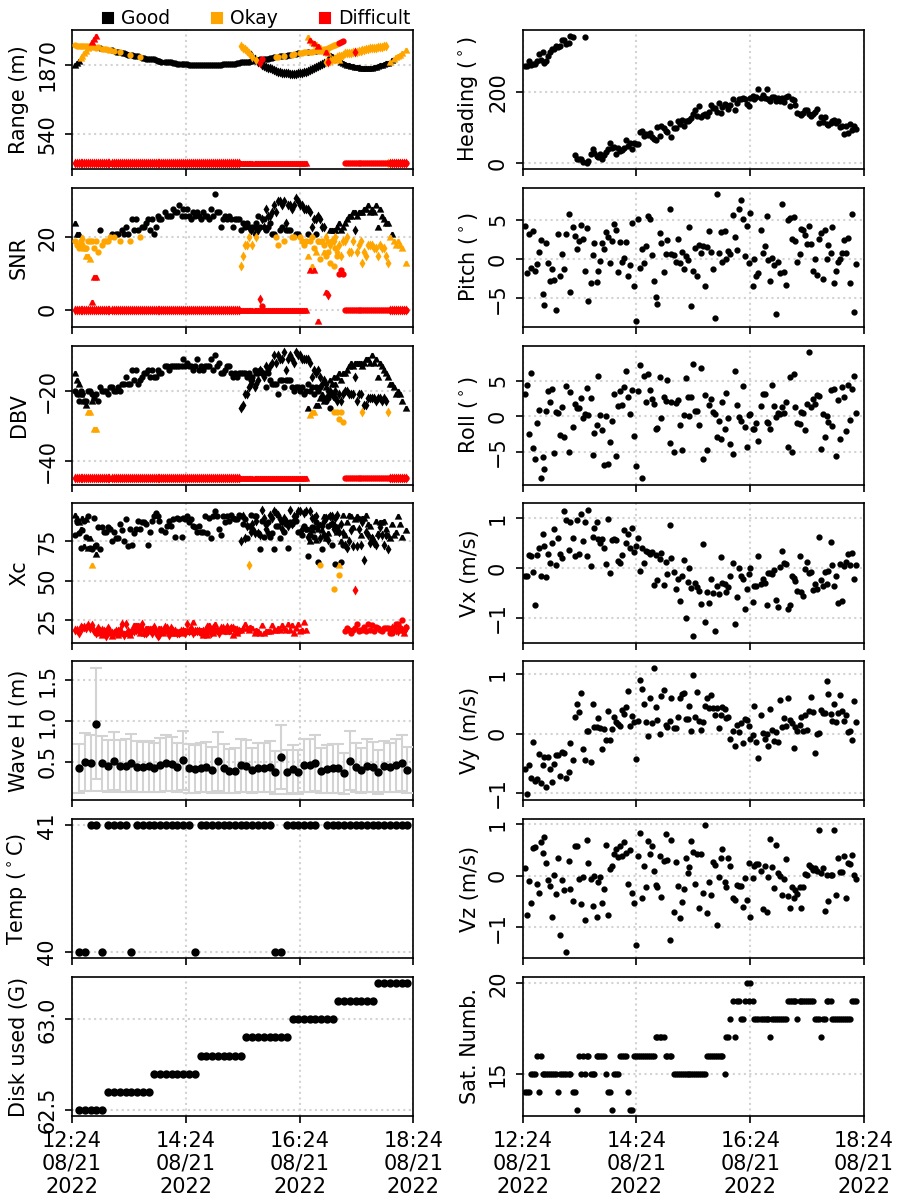 Good Okay Difficult
Range (m)
1870
540
Heading (°)
200
0
SNR
20
0
Pitch (°)
5
0
−5
DBV
−20
−40
Roll (°)
5
0
−5
Xc
75
50
25
Vx (m/s)
1
0
−1
Wave H (m)
1.5
1.0
0.5
Vy (m/s)
1
0
−1
Temp (°C)
41
40
Vz (m/s)
1
0
−1
Disk used (G)
63.0
62.5
Sat. Numb.
20
15
12:24 14:24 16:24 18:24
08/21 08/21 08/21 08/21
2022 2022 2022 2022
12:24 14:24 16:24 18:24
08/21 08/21 08/21 08/21
2022 2022 2022 2022